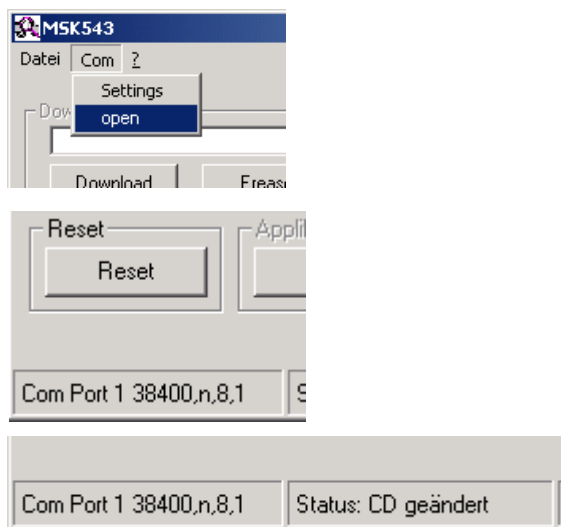 MSK543
Datei Com ?
Settings
open
Download
Reset
Reset
Com Port 1 38400,n,8,1
Com Port 1 38400,n,8,1 Status: CD geändert